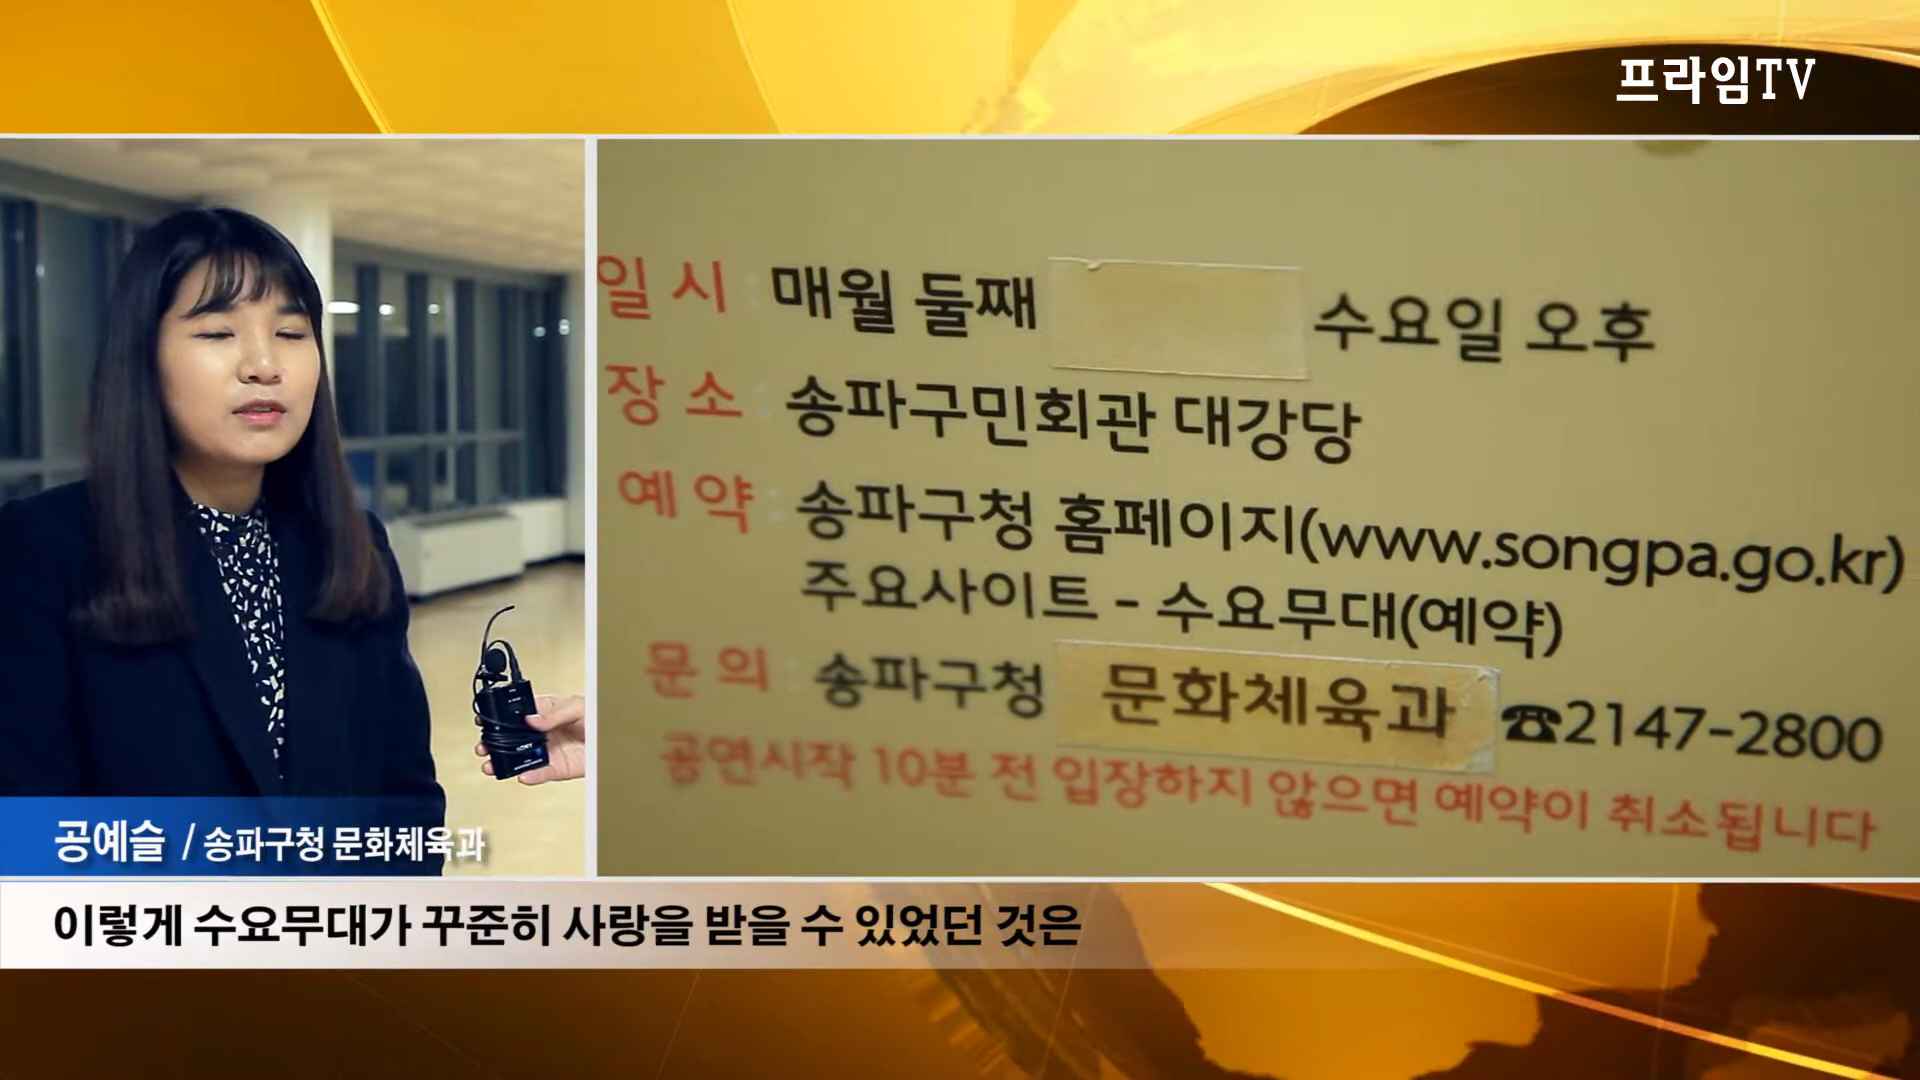 프라임TV
일 시 : 매월 둘째 수요일 오후
장 소 : 송파구민회관 대강당
예 약 : 송파구청 홈페이지(www.songpa.go.kr)
주요사이트 - 수요무대(예약)
문 의 : 송파구청 문화체육과 ☎2147-2800
공연시작 10분 전 입장하지 않으면 예약이 취소됩니다
SONY
공예슬 / 송파구청 문화체육과
이렇게 수요무대가 꾸준히 사랑을 받을 수 있었던 것은